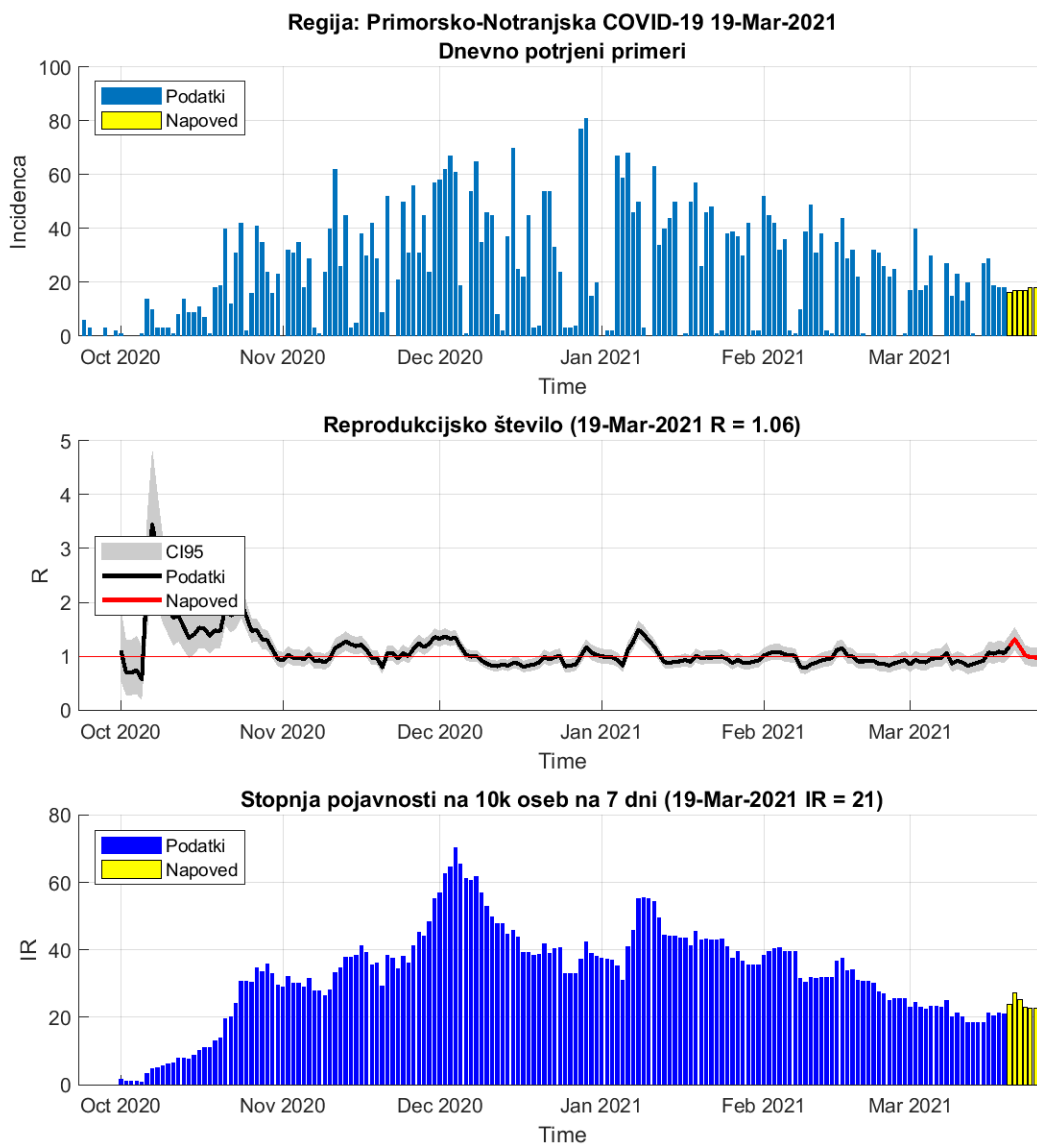 Regija: Primorsko-Notranjska COVID-19 19-Mar-2021
Dnevno potrjeni primeri
100
80
60
40
20
0
Incidenca
Podatki
Napoved
Oct 2020 Nov 2020 Dec 2020 Jan 2021 Feb 2021 Mar 2021
Time
Reprodukcijsko število (19-Mar-2021 R = 1.06)
5
4
3
2
1
0
R
CI95
Podatki
Napoved
Oct 2020 Nov 2020 Dec 2020 Jan 2021 Feb 2021 Mar 2021
Time
Stopnja pojavnosti na 10k oseb na 7 dni (19-Mar-2021 IR = 21)
80
60
40
20
0
IR
Podatki
Napoved
Oct 2020 Nov 2020 Dec 2020 Jan 2021 Feb 2021 Mar 2021
Time